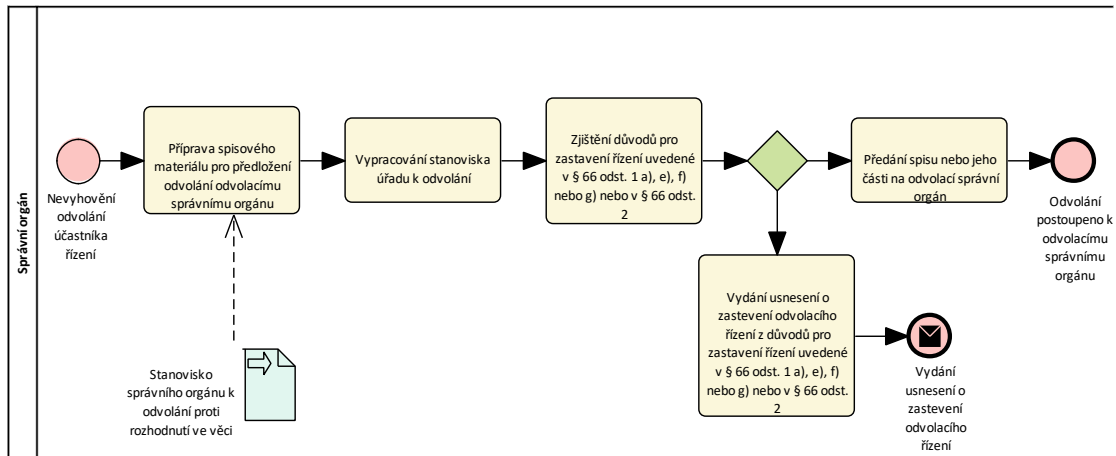 Správní orgán
Nevyhovění
odvolání
účastníka
řízení
Příprava spisového
materiálu pro předložení
odvolání odvolacímu
správnímu orgánu
Vypracování stanoviska
úřadu k odvolání
Zjištění důvodů pro
zastavení řízení uvedené
v § 66 odst. 1 a), e), f)
nebo g) nebo v § 66 odst.
2
Předání spisu nebo jeho
části na odvolací správní
orgán
Odvolání
postoupeno k
odvolacímu
správnímu
orgánu
Stanovisko
správního orgánu k
odvolání proti
rozhodnutí ve věci
Vydání usnesení o
zastevení odvolacího
řízení z důvodů pro
zastavení řízení uvedené
v § 66 odst. 1 a), e), f)
nebo g) nebo v § 66 odst.
2
Vydání
usnesení o
zastevení
odvolacího
řízení